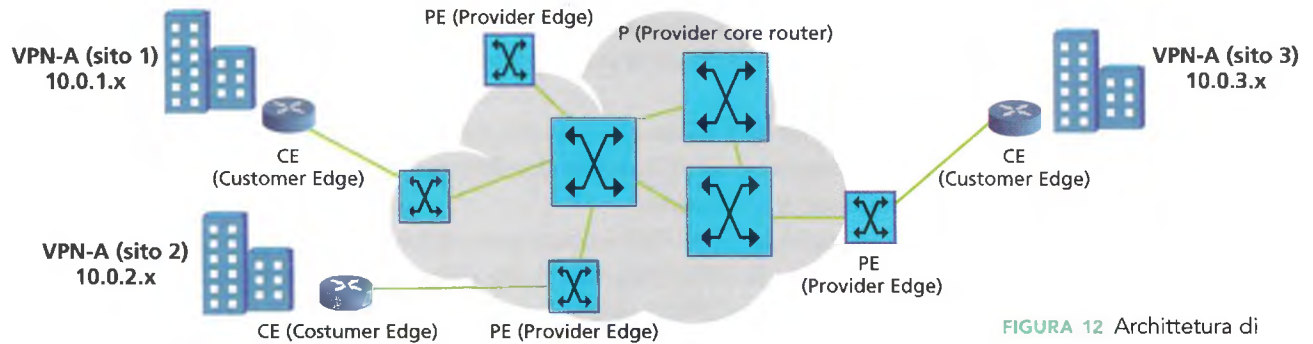 PE (Provider Edge)
P (Provider core router)
VPN-A (sito 1)
10.0.1.x
VPN-A (sito 3)
10.0.3.x
CE
(Customer Edge)
CE
(Customer Edge)
VPN-A (sito 2)
10.0.2.x
PE
(Provider Edge)
CE (Costumer Edge)
PE (Provider Edge)
FIGURA 12 Archittetura di